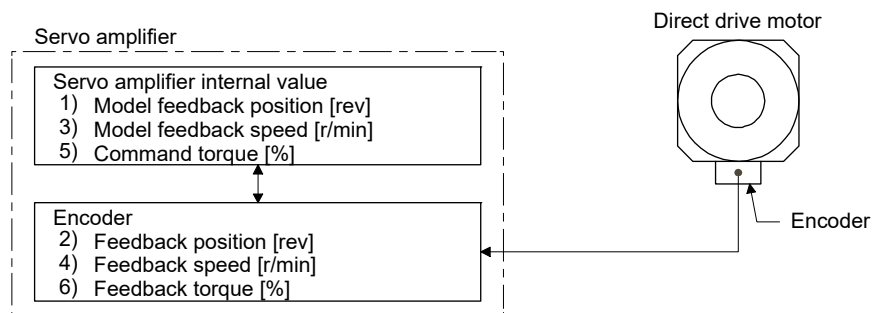 Servo amplifier
Servo amplifier internal value
1) Model feedback position [rev]
3) Model feedback speed [r/min]
5) Command torque [%]
Encoder
2) Feedback position [rev]
4) Feedback speed [r/min]
6) Feedback torque [%]
Direct drive motor
Encoder